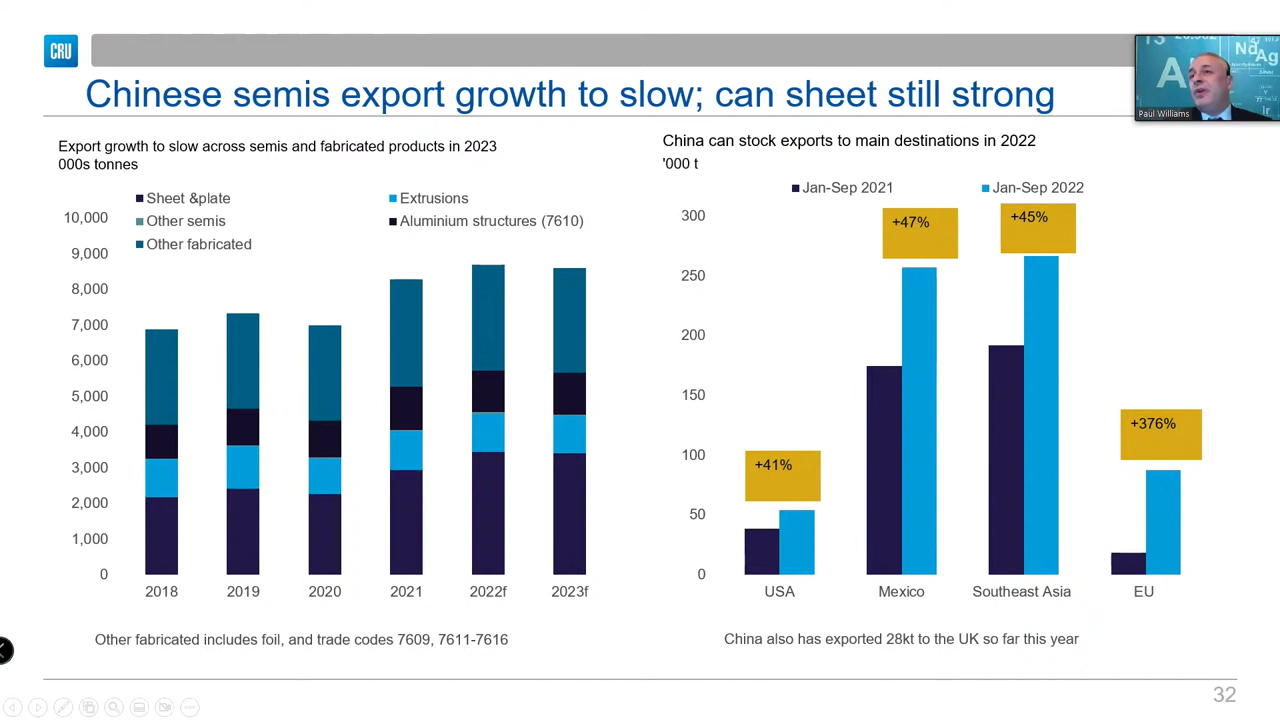 CRU
Chinese semis export growth to slow; can sheet still strong
Nd
Ag
A
Ir
Paul Williams
Export growth to slow across semis and fabricated products in 2023
000s tonnes
Sheet &plate
Extrusions
Other semis
Aluminium structures (7610)
Other fabricated
10,000
9,000
8,000
7,000
6,000
5,000
4,000
3,000
2,000
1,000
0
2018 2019 2020 2021 2022f 2023f
Other fabricated includes foil, and trade codes 7609, 7611-7616
China can stock exports to main destinations in 2022
'000 t
Jan-Sep 2021 Jan-Sep 2022
300
250
200
150
100
50
0
+41%
+47%
+45%
+376%
USA Mexico Southeast Asia EU
China also has exported 28kt to the UK so far this year
32